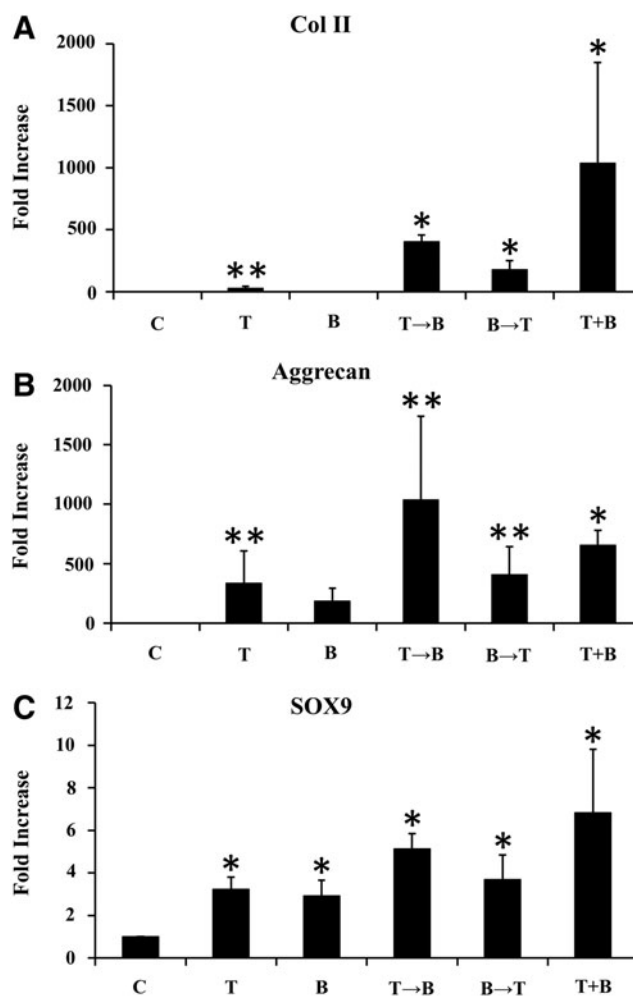 A
Col II
Fold Increase
2000
1500
1000
500
0
*
**
*
*
C T B T→B B→T T+B
B
Aggrecan
Fold Increase
2000
1500
1000
500
0
**
**
**
*
C T B T→B B→T T+B
C
SOX9
Fold Increase
12
10
8
6
4
2
0
*
*
*
*
*
C T B T→B B→T T+B